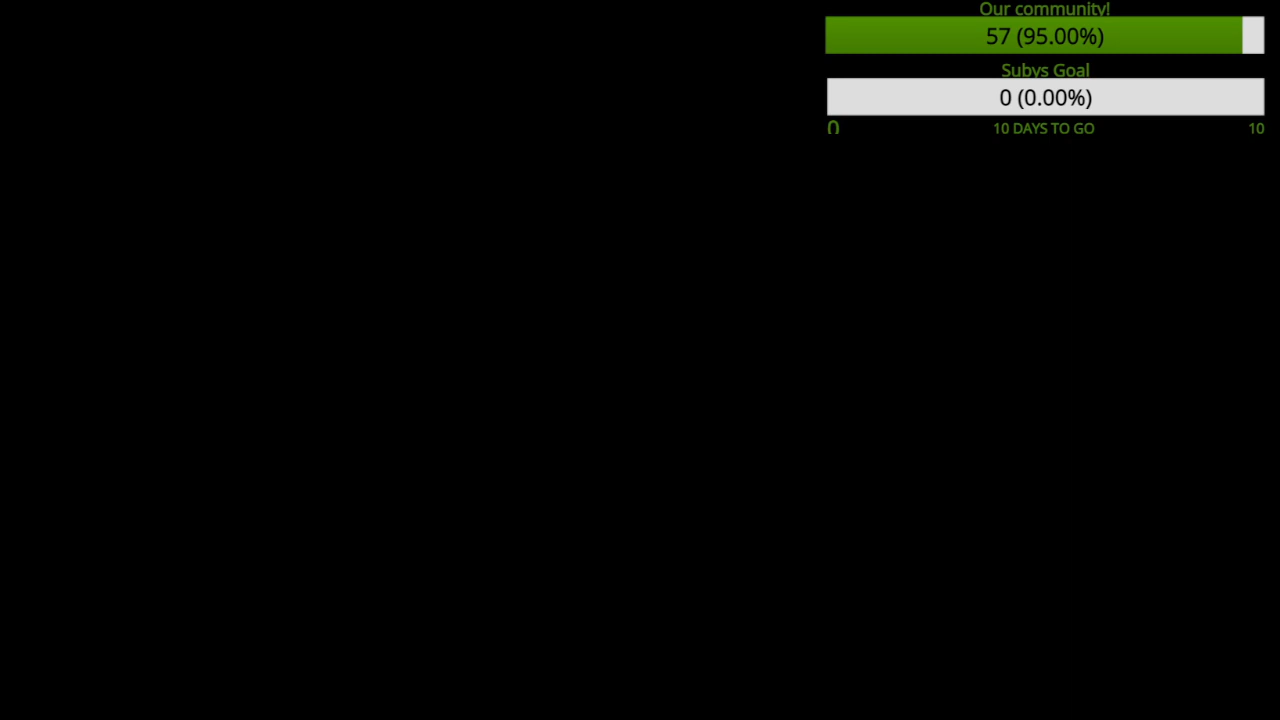 Our community!
57 (95.00%)
Subys Goal
0 (0.00%)
0 10 DAYS TO GO 10